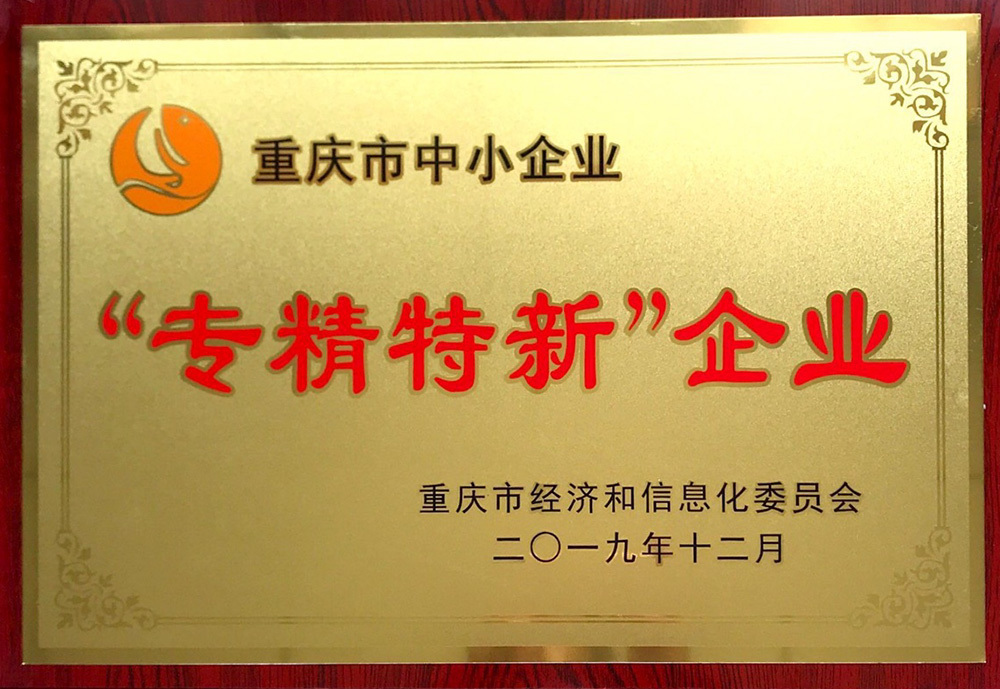 重庆市中小企业
“专精特新”企业
重庆市经济和信息化委员会
二〇一九年十二月